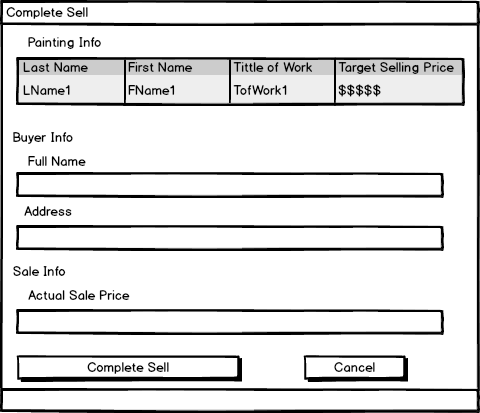 Complete Sell
Painting Info
Last Name First Name Tittle of Work Target Selling Price
LName1 FName1 TofWork1 $$$$$
Buyer Info
Full Name
Address
Sale Info
Actual Sale Price
Complete Sell Cancel